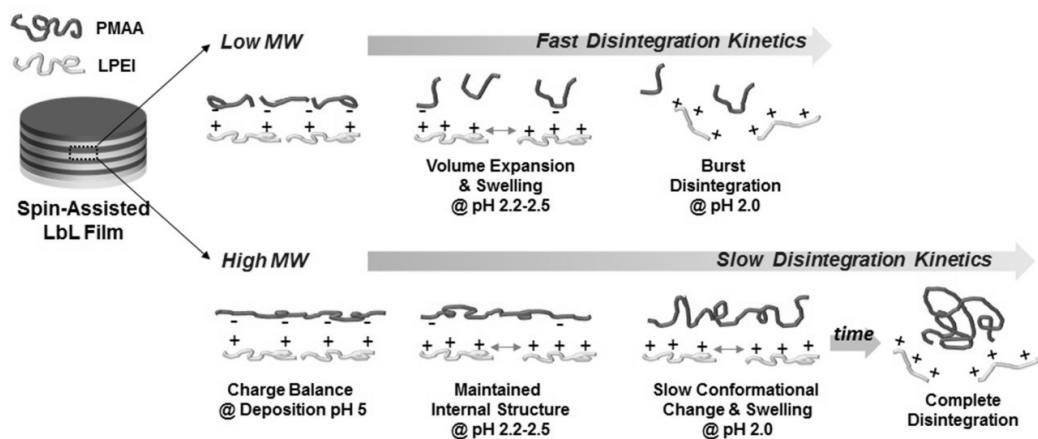 PMAA
LPEI
Spin-Assisted
LbL Film
Low MW
Fast Disintegration Kinetics
- - - -
+ + + +
-
-
+ + + + + +
+ + + +
Volume Expansion
& Swelling
@ pH 2.2-2.5
Burst
Disintegration
@ pH 2.0
High MW
Slow Disintegration Kinetics
- - - -
+ + + +
- -
+ + + + + +
+ + + + + +
time
+ + + +
Charge Balance
@ Deposition pH 5
Maintained
Internal Structure
@ pH 2.2-2.5
Slow Conformational
Change & Swelling
@ pH 2.0
Complete
Disintegration